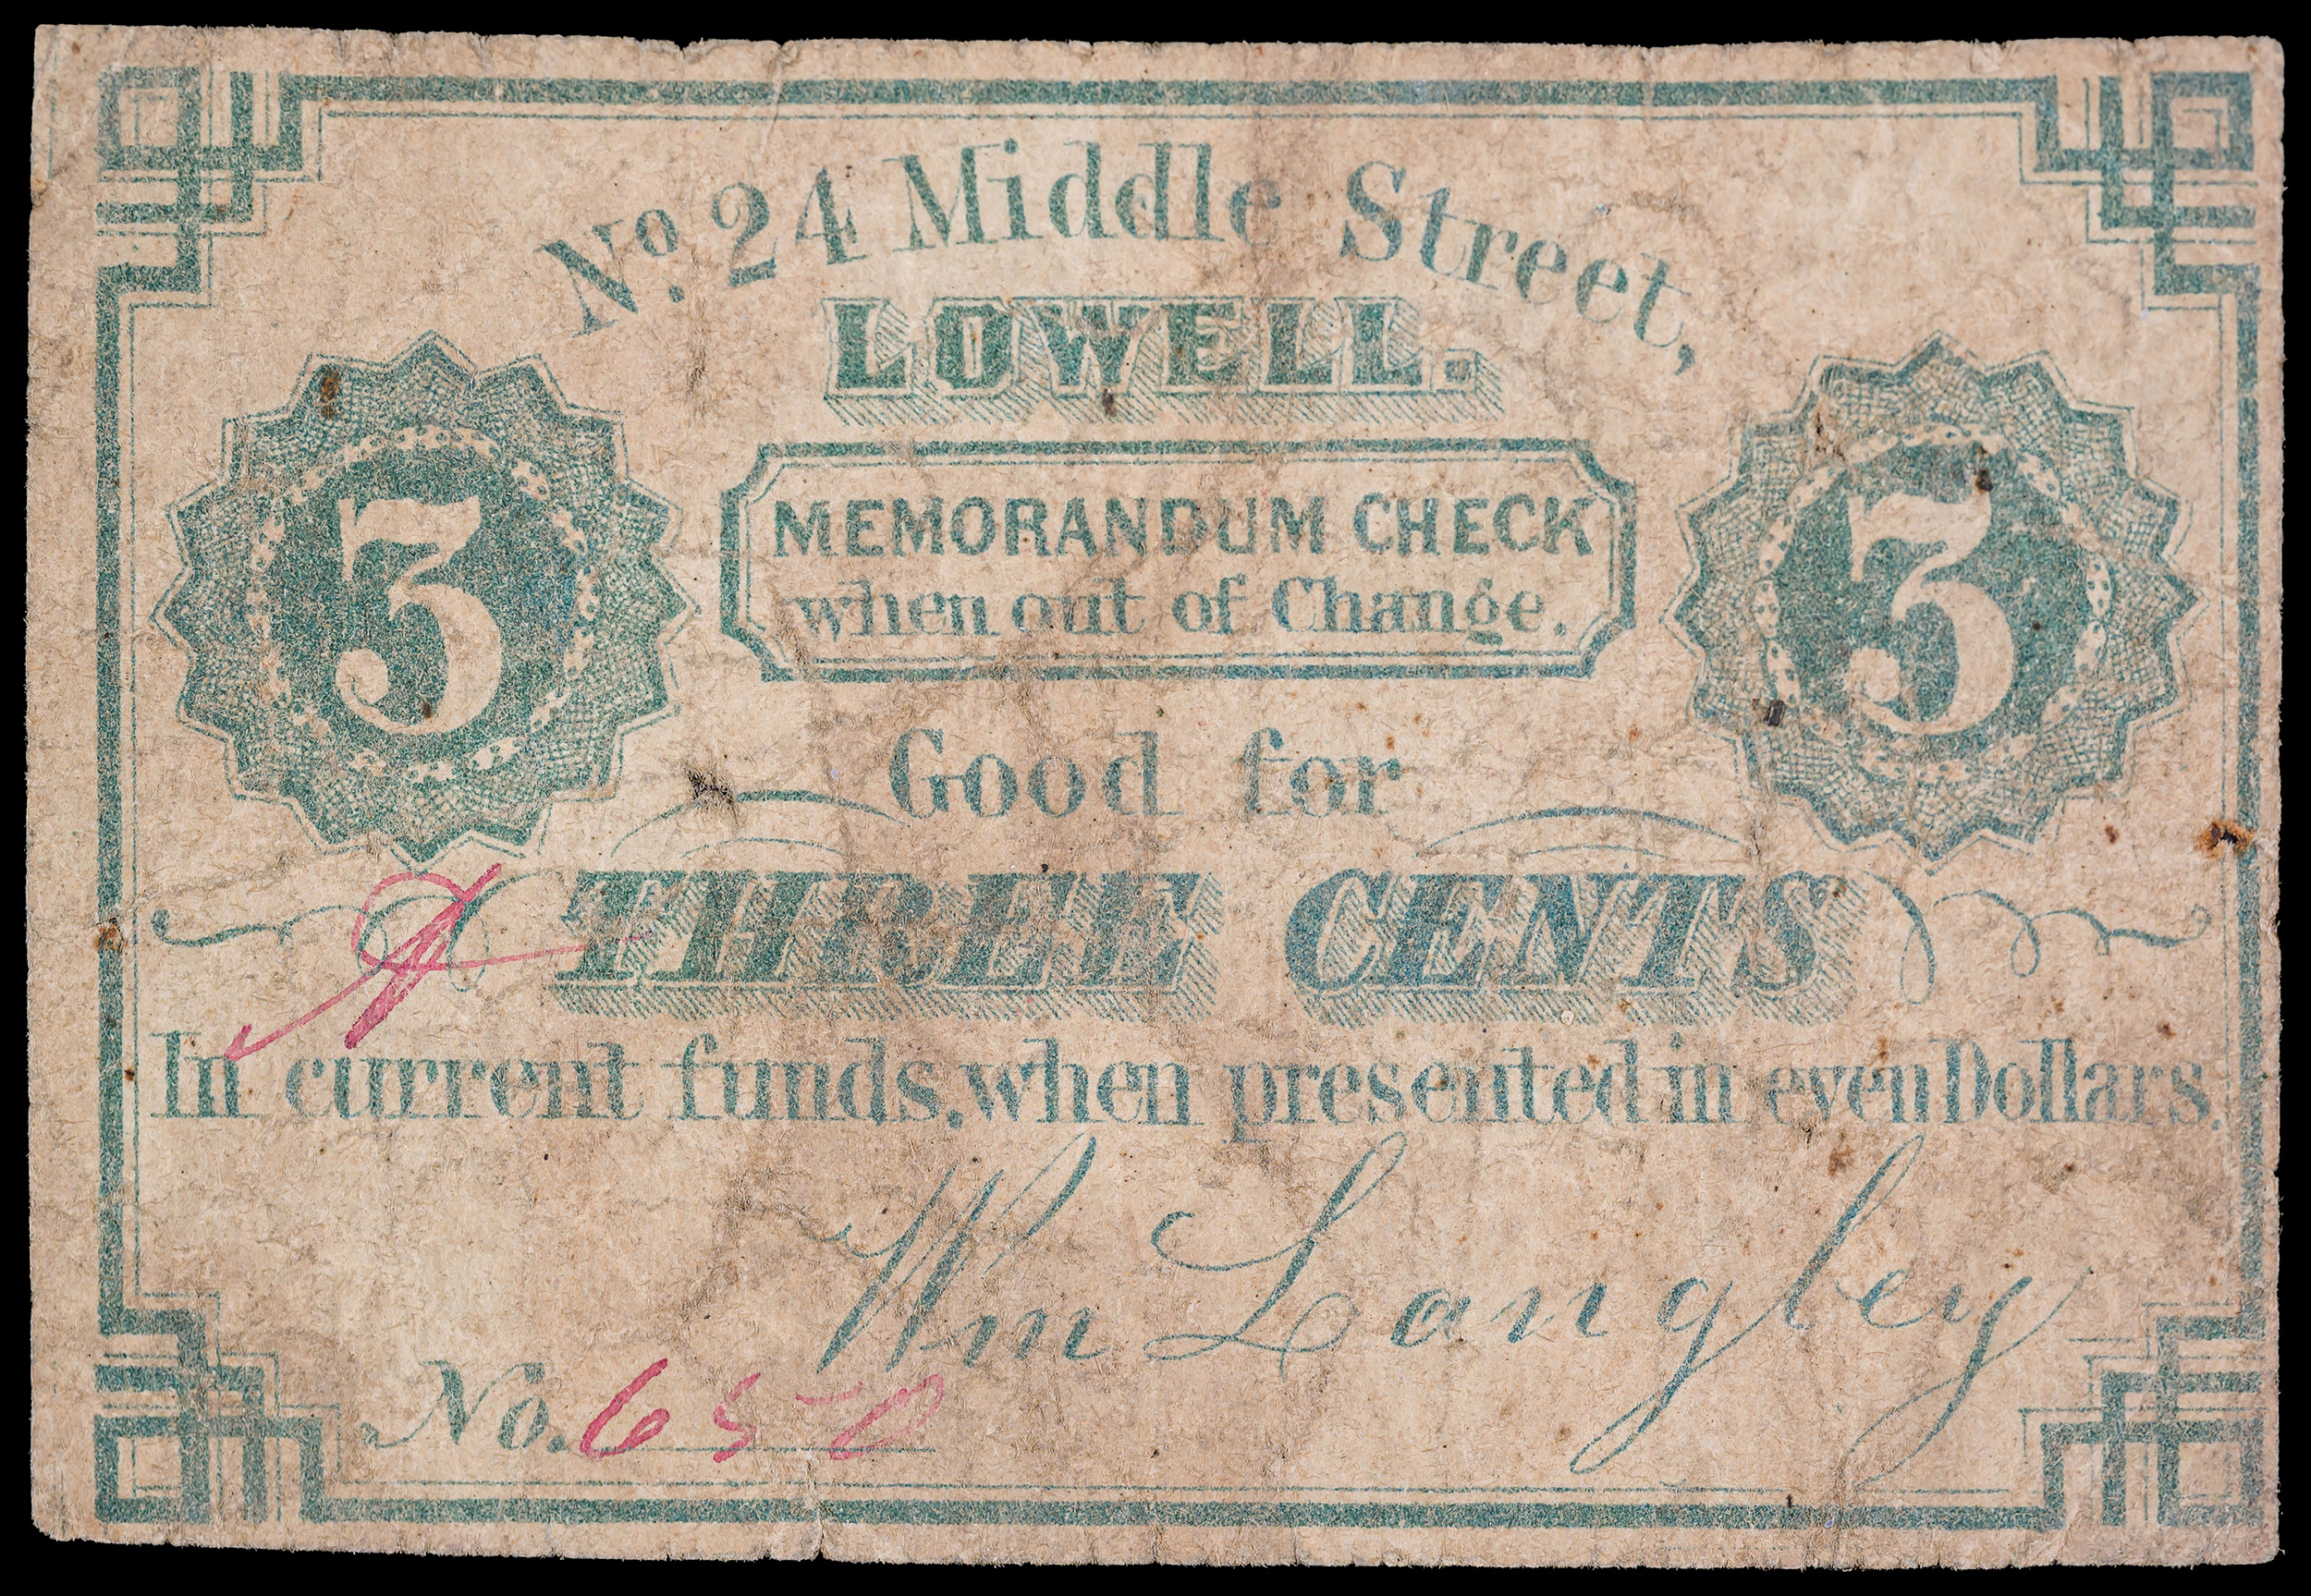 No. 24 Middle Street,
LOWELL.
3
MEMORANDUM CHECK
when out of Change.
3
Good for
A
THREE CENTS
In current funds, when presented in even Dollars.
Wm Langley
No. 650